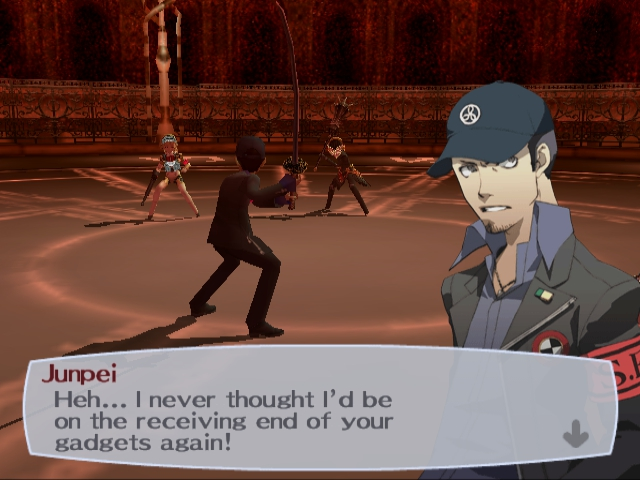 Junpei
Heh... I never thought I'd be
on the receiving end of your
gadgets again!
S.